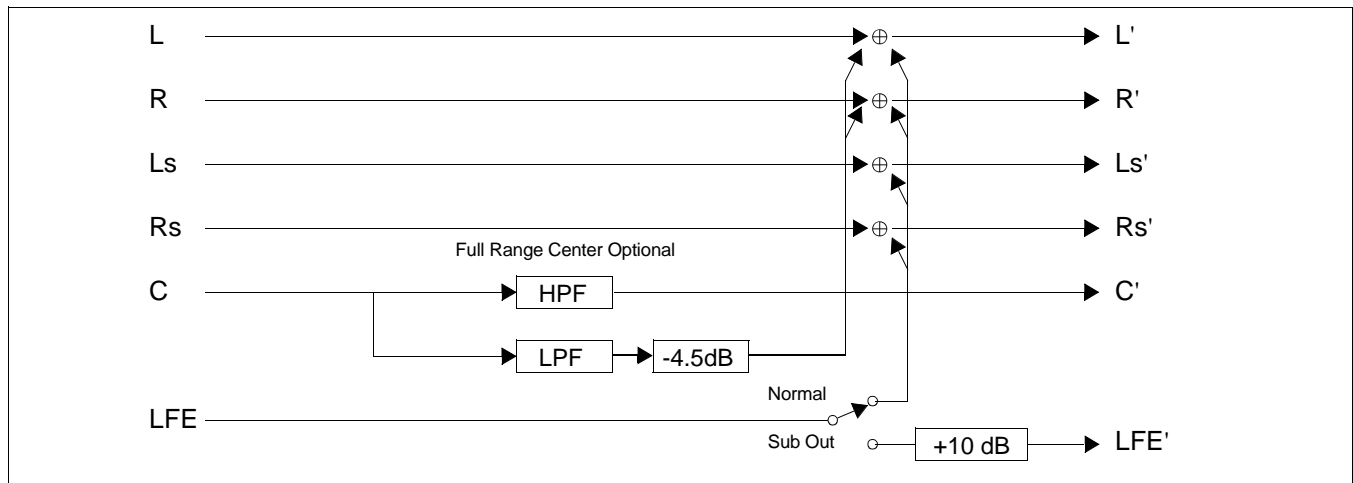 L
L'
R
R'
Ls
Ls'
Rs
Rs'
Full Range Center Optional
C
HPF
C'
LPF
-4.5dB
Normal
LFE
Sub Out
+10 dB
LFE'